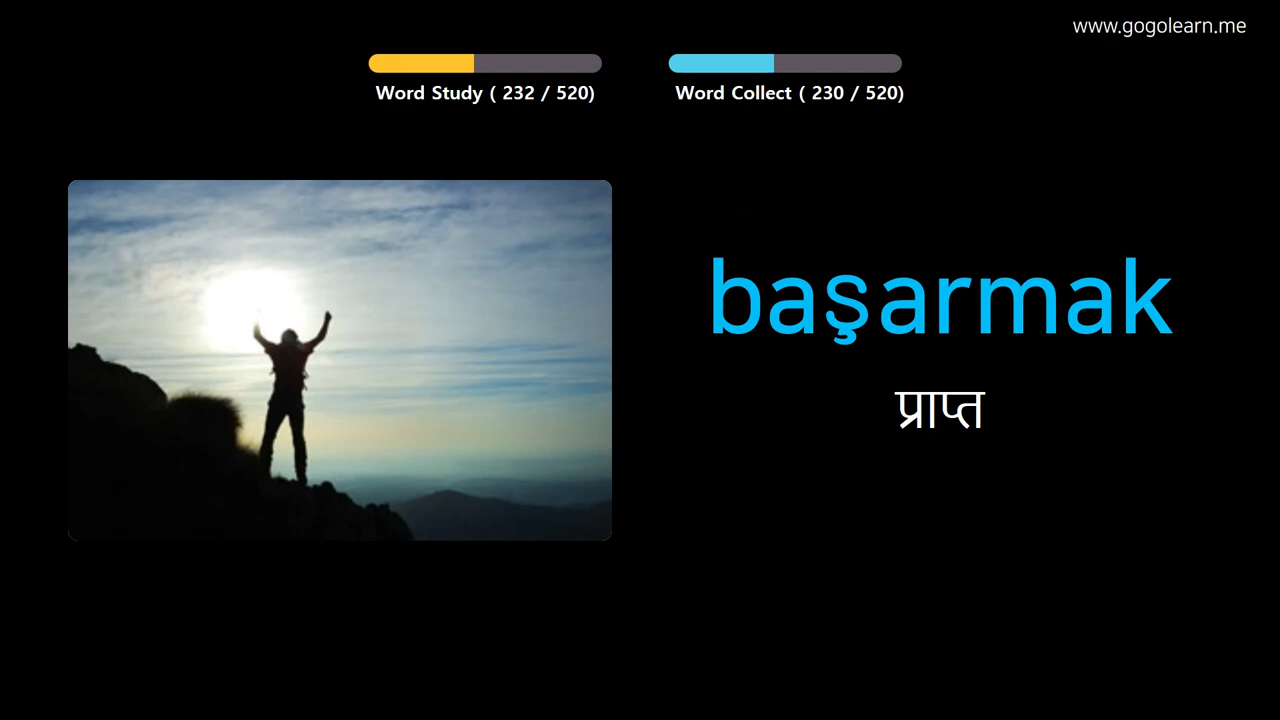 www.gogolearn.me
Word Study ( 232 / 520)
Word Collect ( 230 / 520)
başarmak
प्राप्त